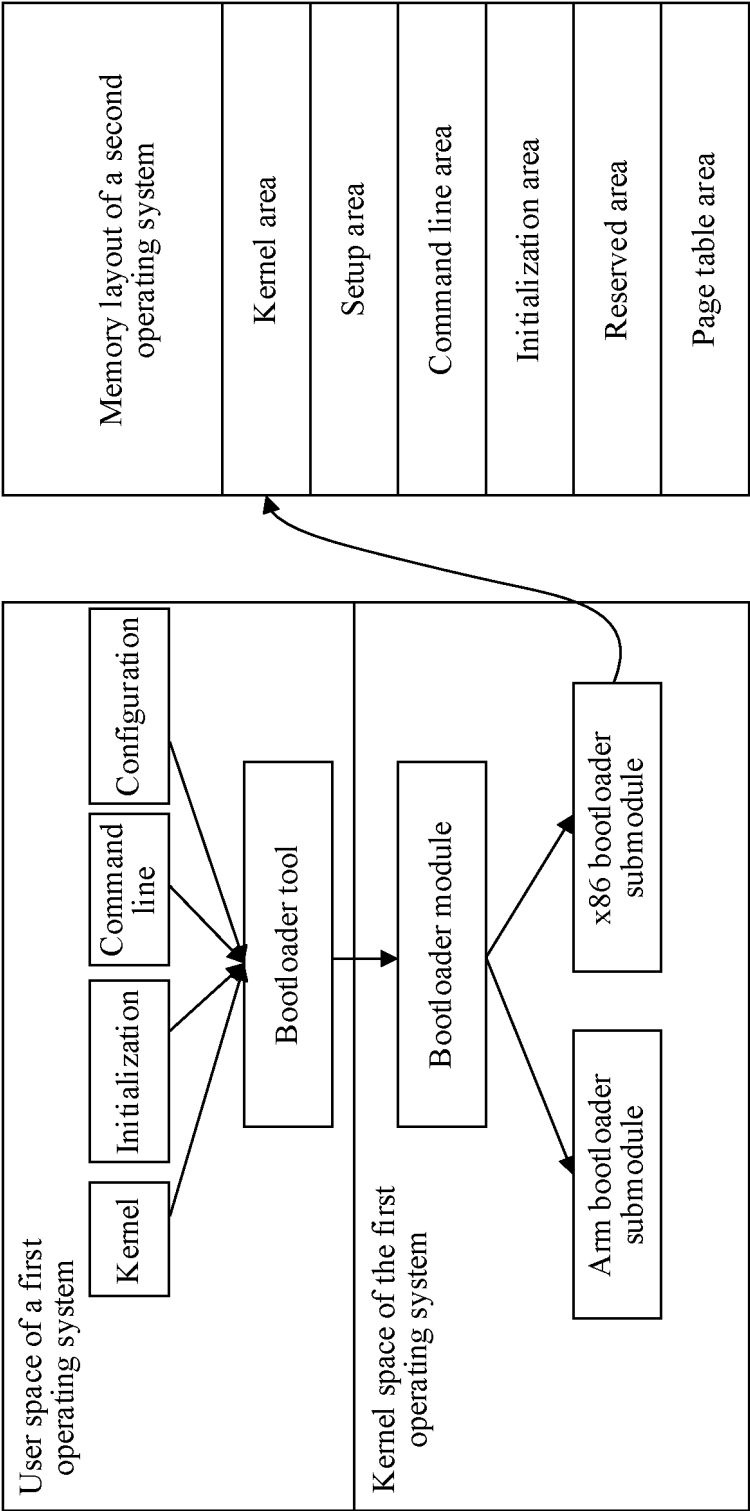 User space of a first
operating system
Kernel
Initialization
Command
line
Configuration
Bootloader tool
Kernel space of the first
operating system
Bootloader module
Arm bootloader
submodule
x86 bootloader
submodule
Memory layout of a second
operating system
Kernel area
Setup area
Command line area
Initialization area
Reserved area
Page table area